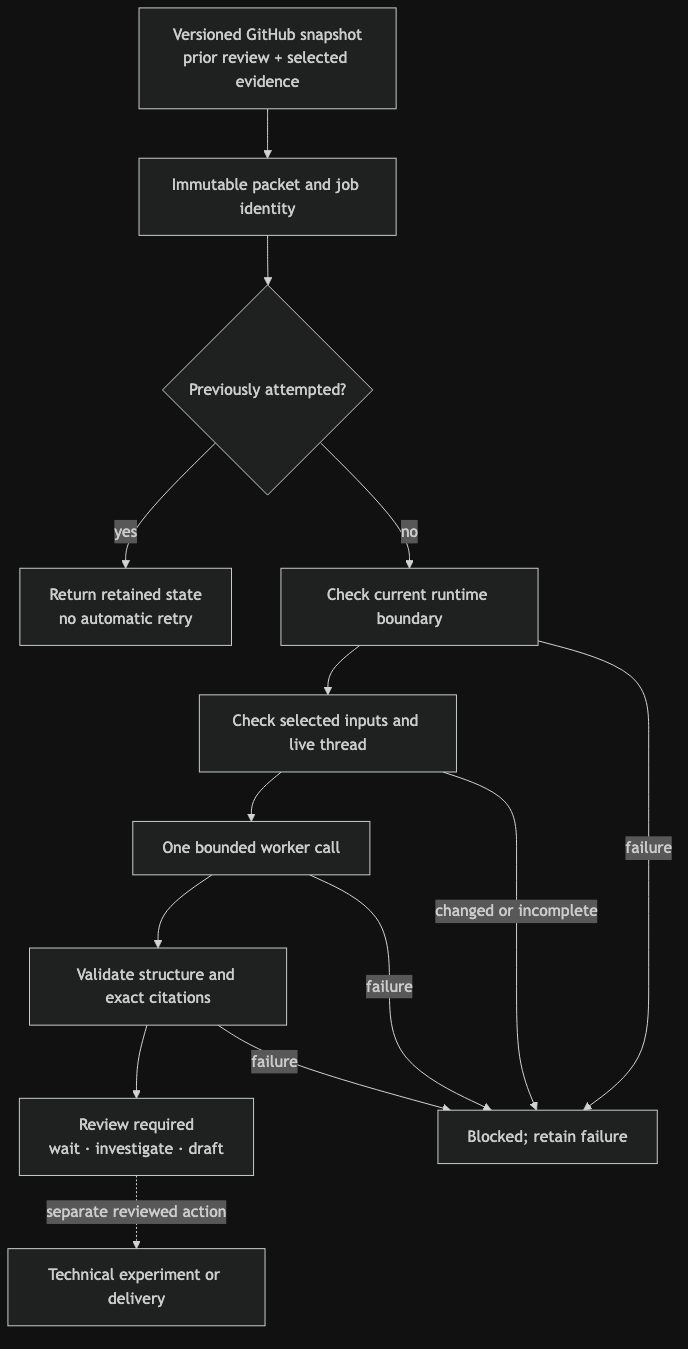 Versioned GitHub snapshot
prior review + selected
evidence
Immutable packet and job
identity
Previously attempted?
yes
no
Return retained state
no automatic retry
Check current runtime
boundary
Check selected inputs and
live thread
One bounded worker call
failure
changed or incomplete
Validate structure and
exact citations
failure
failure
Review required
wait · investigate · draft
Blocked; retain failure
separate reviewed action
Technical experiment or
delivery